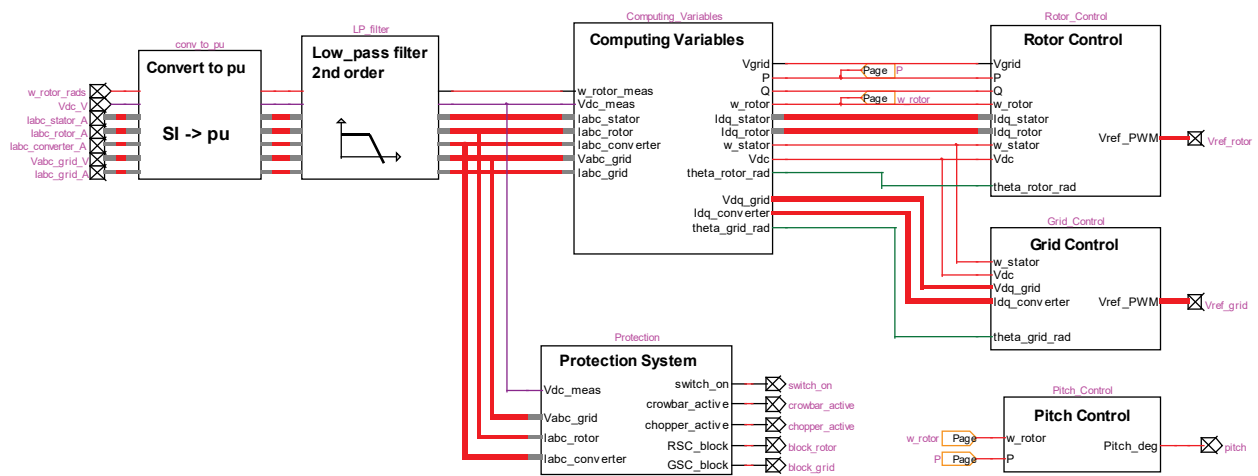 conv_to_pu
Convert to pu
SI -> pu
w_rotor_rads
Vdc_V
Iabc_stator_A
Iabc_rotor_A
Iabc_converter_A
Vabc_grid_V
Iabc_grid_A
LP_filter
Low_pass filter
2nd order
Computing_Variables
Computing Variables
w_rotor_meas
Vdc_meas
Iabc_stator
Iabc_rotor
Iabc_converter
Vabc_grid
Iabc_grid
Vgrid
P
Q
w_rotor
Idq_stator
Idq_rotor
w_stator
Vdc
theta_rotor_rad
Vdq_grid
Idq_converter
theta_grid_rad
Page P
Page w_rotor
Rotor_Control
Rotor Control
Vgrid
P
Q
w_rotor
Idq_stator
Idq_rotor
w_stator
Vdc
theta_rotor_rad
Vref_PWM
Vref_rotor
Grid_Control
Grid Control
w_stator
Vdc
Vdq_grid
Idq_converter
theta_grid_rad
Vref_PWM
Vref_grid
Protection
Protection System
Vdc_meas
Vabc_grid
Iabc_rotor
Iabc_converter
switch_on
crowbar_active
chopper_active
RSC_block
GSC_block
switch_on
crowbar_active
chopper_active
block_rotor
block_grid
Pitch_Control
Pitch Control
w_rotor Page
P Page
w_rotor
P
Pitch_deg
pitch